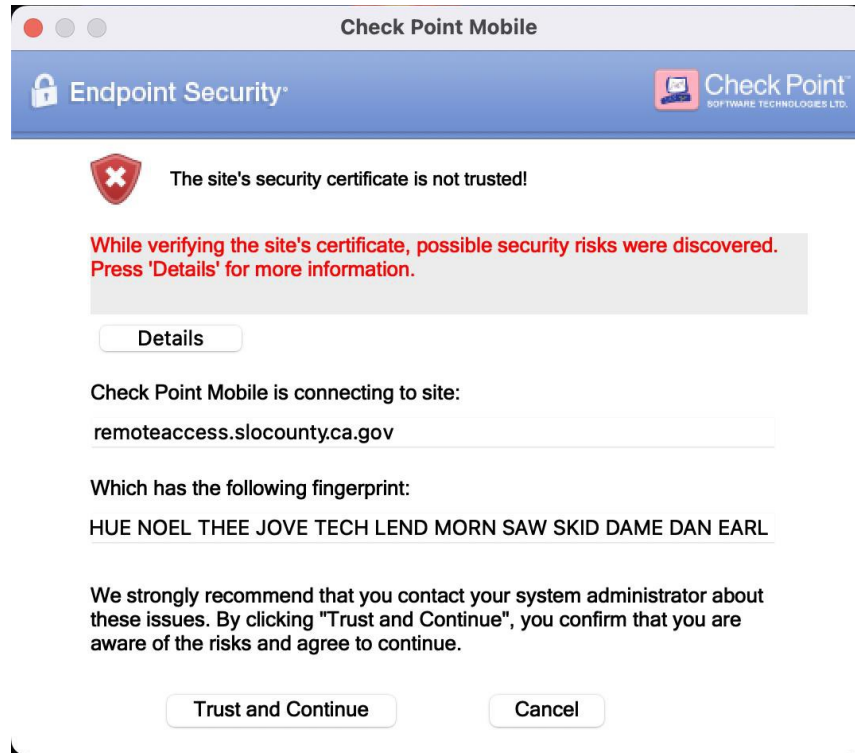 Check Point Mobile
Endpoint Security
Check Point™
SOFTWARE TECHNOLOGIES LTD.
The site's security certificate is not trusted!
While verifying the site's certificate, possible security risks were discovered.
Press 'Details' for more information.
Details
Check Point Mobile is connecting to site:
remoteaccess.slocounty.ca.gov
Which has the following fingerprint:
HUE NOEL THEE JOVE TECH LEND MORN SAW SKID DAME DAN EARL
We strongly recommend that you contact your system administrator about
these issues. By clicking "Trust and Continue", you confirm that you are
aware of the risks and agree to continue.
Trust and Continue
Cancel